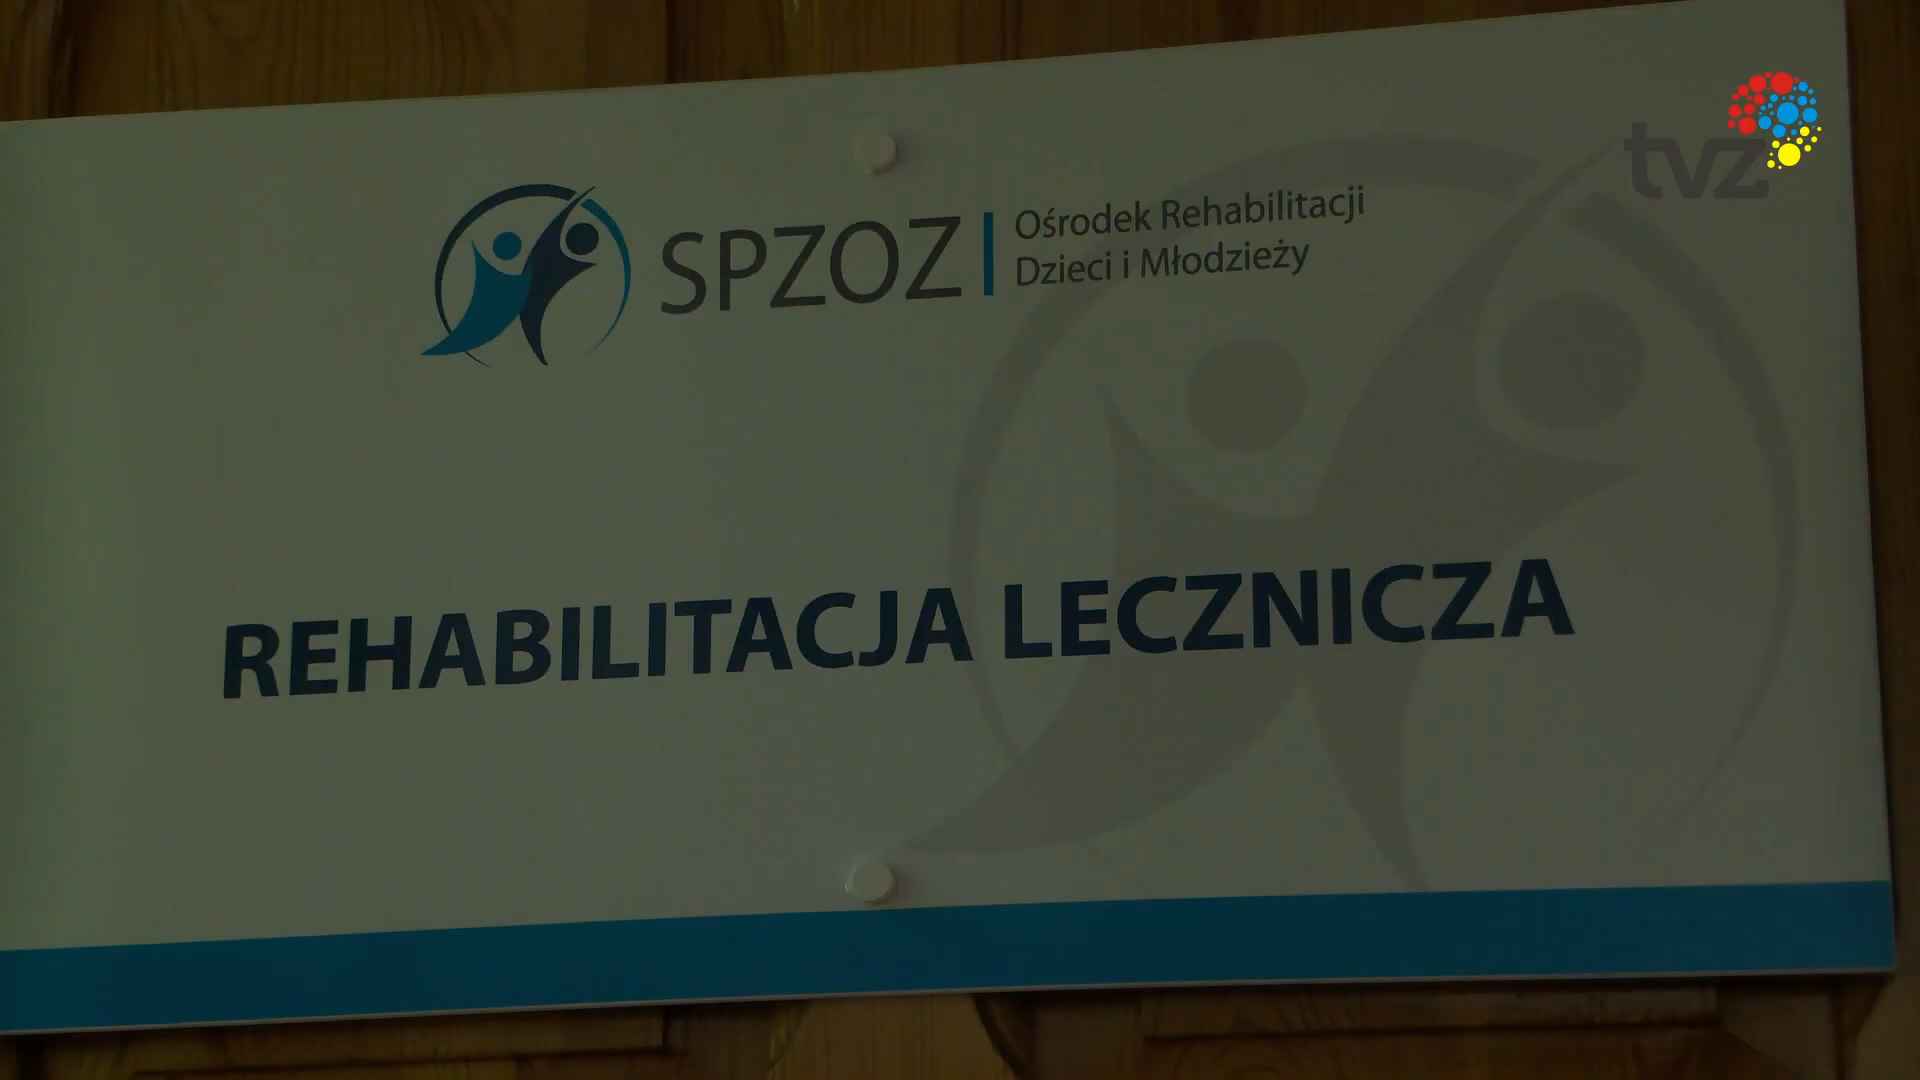 tvz
SPZOZ
Ośrodek Rehabilitacji
Dzieci i Młodzieży
REHABILITACJA LECZNICZA